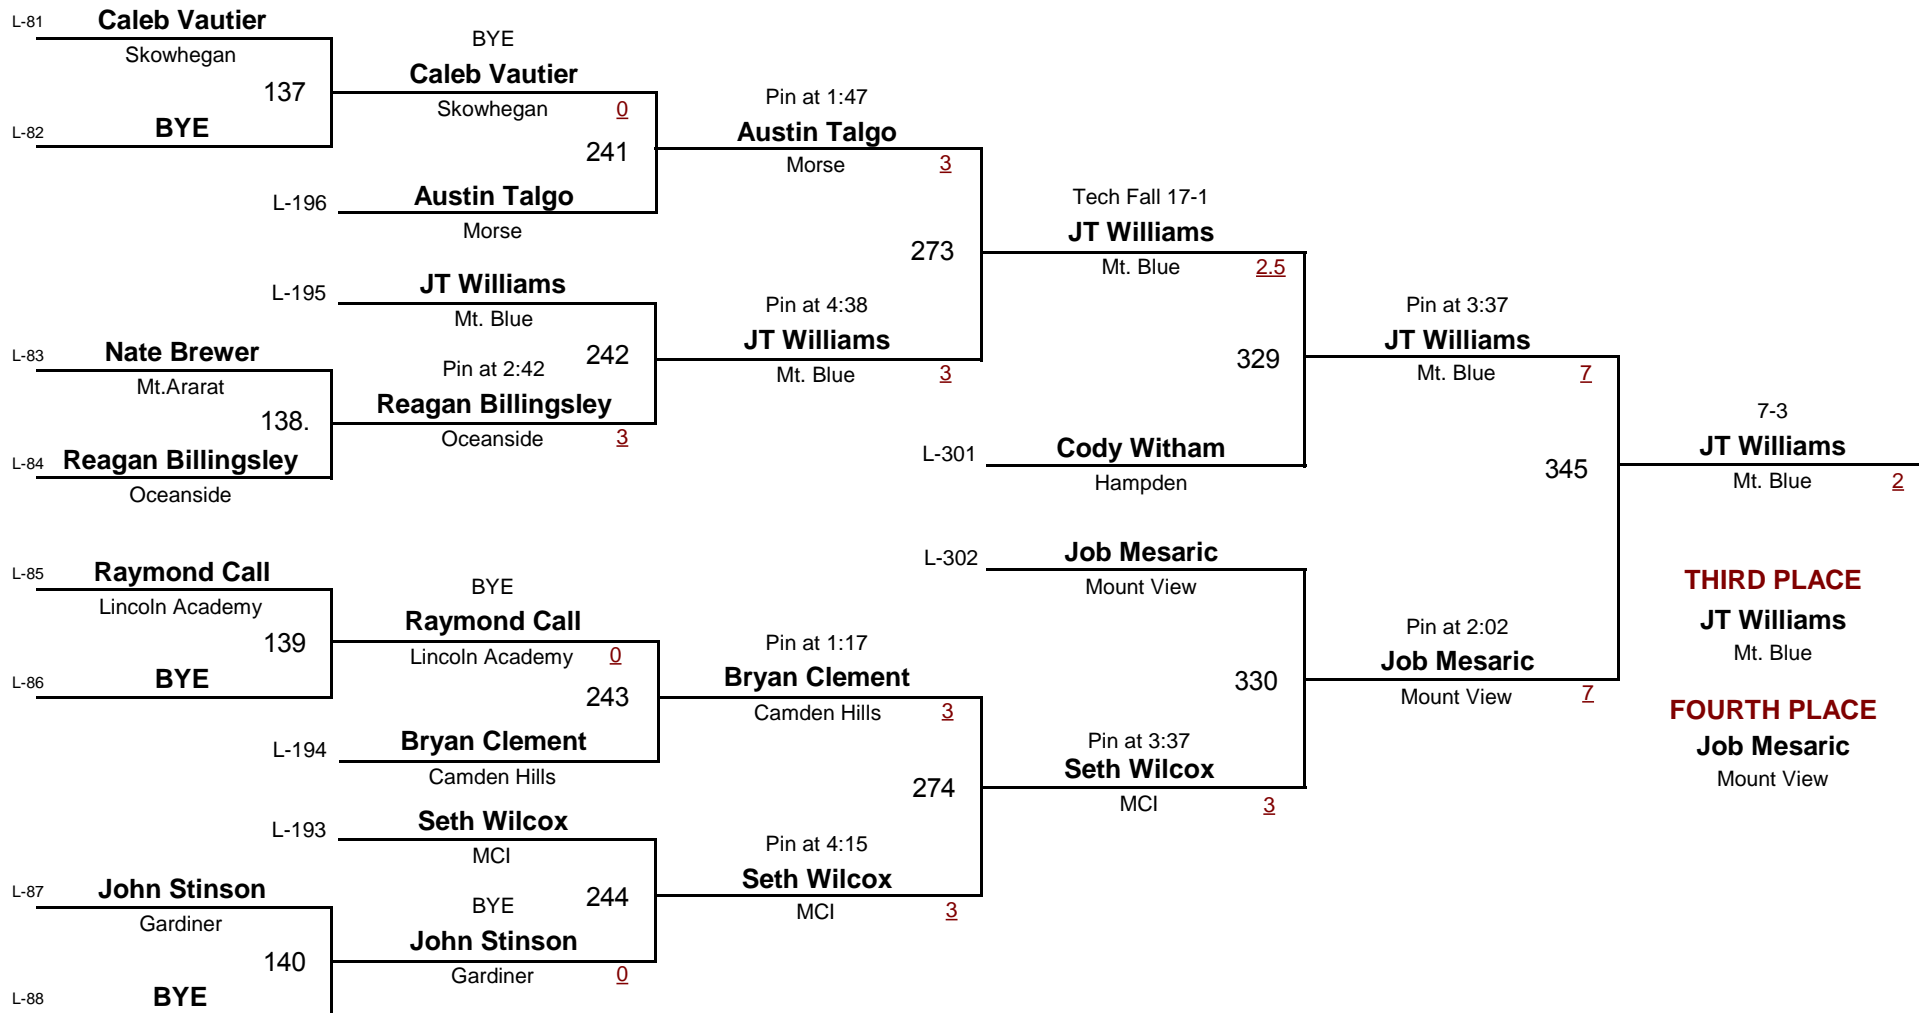 L-81 Caleb Vautier
Skowhegan
137
L-82 BYE
BYE
Caleb Vautier
Skowhegan 0
241
L-196 Austin Talgo
Morse
Pin at 1:47
Austin Talgo
Morse 3
273
L-195 JT Williams
Mt. Blue
242
L-83 Nate Brewer
Mt.Ararat
138.
L-84 Reagan Billingsley
Oceanside
Pin at 2:42
Reagan Billingsley
Oceanside 3
Pin at 4:38
JT Williams
Mt. Blue 3
Tech Fall 17-1
JT Williams
Mt. Blue 2.5
329
L-301 Cody Witham
Hampden
Pin at 3:37
JT Williams
Mt. Blue 7
345
7-3
JT Williams
Mt. Blue 2
L-85 Raymond Call
Lincoln Academy
139
L-86 BYE
BYE
Raymond Call
Lincoln Academy 0
243
L-194 Bryan Clement
Camden Hills
Pin at 1:17
Bryan Clement
Camden Hills 3
274
L-193 Seth Wilcox
MCI
244
L-87 John Stinson
Gardiner
140
L-88 BYE
BYE
John Stinson
Gardiner 0
Pin at 4:15
Seth Wilcox
MCI 3
L-302 Job Mesaric
Mount View
330
Pin at 3:37
Seth Wilcox
MCI 3
Pin at 2:02
Job Mesaric
Mount View 7
THIRD PLACE
JT Williams
Mt. Blue
FOURTH PLACE
Job Mesaric
Mount View